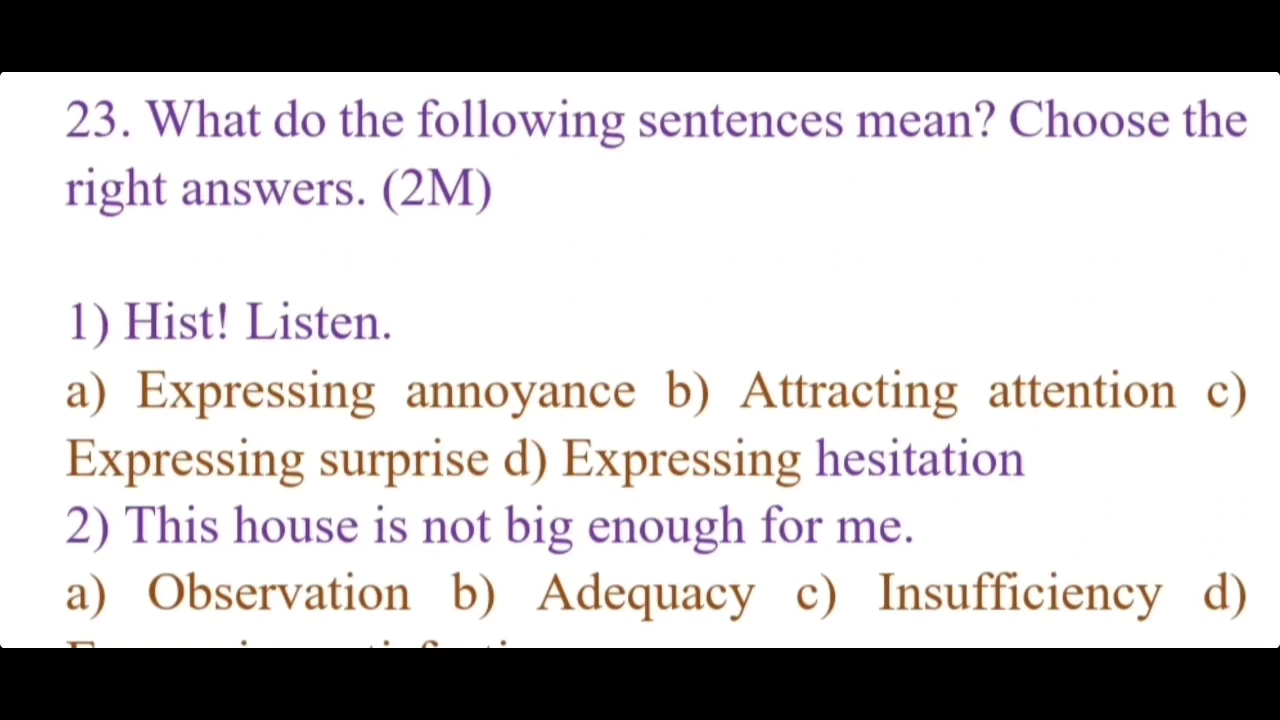 23. What do the following sentences mean? Choose the
right answers. (2M)
1) Hist! Listen.
a) Expressing annoyance b) Attracting attention c)
Expressing surprise d) Expressing hesitation
2) This house is not big enough for me.
a) Observation b) Adequacy c) Insufficiency d)